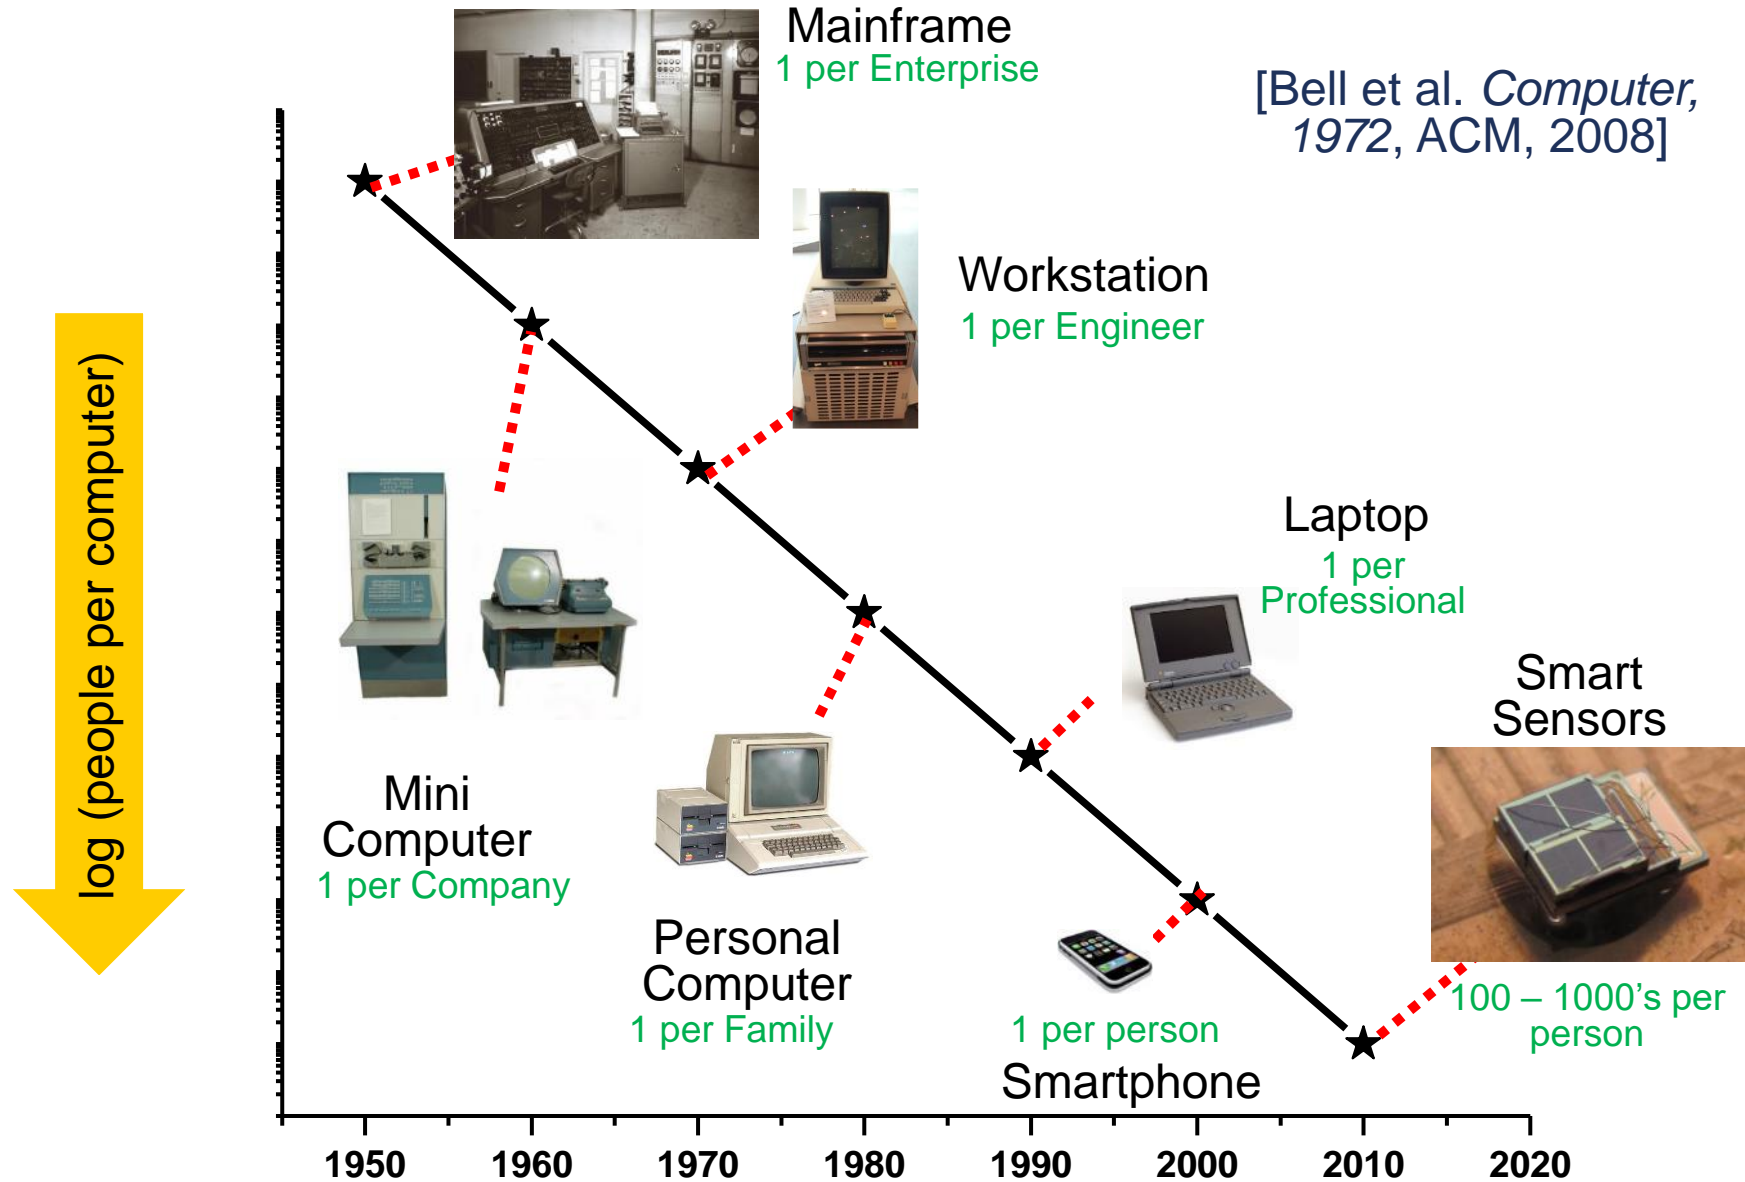 Mainframe
1 per Enterprise
[Bell et al. Computer,
1972, ACM, 2008]
Workstation
1 per Engineer
log (people per computer)
Laptop
1 per
Professional
Smart
Sensors
Mini
Computer
1 per Company
Personal
Computer
1 per Family
1 per person
Smartphone
100 – 1000’s per
person
1950 1960 1970 1980 1990 2000 2010 2020